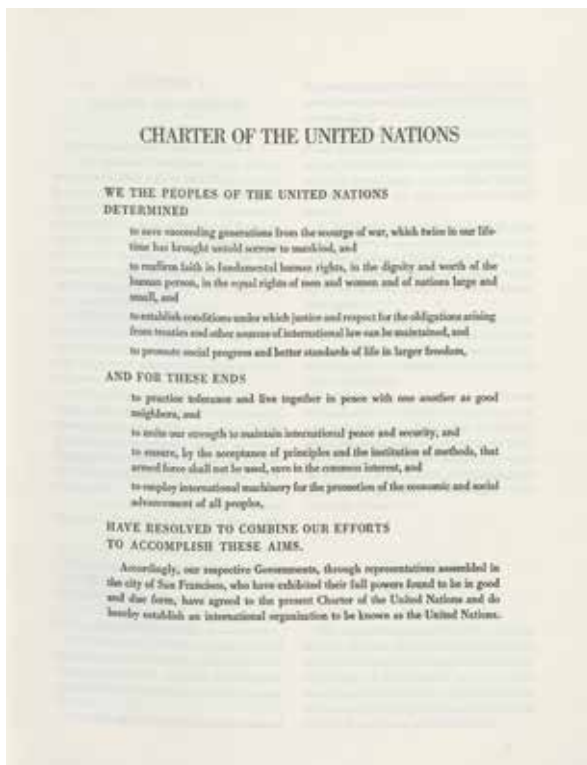 CHARTER OF THE UNITED NATIONS
WE THE PEOPLES OF THE UNITED NATIONS
DETERMINED
to save succeeding generations from the scourge of war, which twice in our life-
time has brought untold sorrow to mankind, and
to reaffirm faith in fundamental human rights, in the dignity and worth of the
human person, in the equal rights of men and women and of nations large and
small, and
to establish conditions under which justice and respect for the obligations arising
from treaties and other sources of international law can be maintained, and
to promote social progress and better standards of life in larger freedom,
AND FOR THESE ENDS
to practice tolerance and live together in peace with one another as good
neighbors, and
to unite our strength to maintain international peace and security, and
to ensure, by the acceptance of principles and the institution of methods, that
armed force shall not be used, save in the common interest, and
to employ international machinery for the promotion of the economic and social
advancement of all peoples,
HAVE RESOLVED TO COMBINE OUR EFFORTS
TO ACCOMPLISH THESE AIMS.
Accordingly, our respective Governments, through representatives assembled in
the city of San Francisco, who have exhibited their full powers found to be in good
and due form, have agreed to the present Charter of the United Nations and do
hereby establish an international organization to be known as the United Nations.